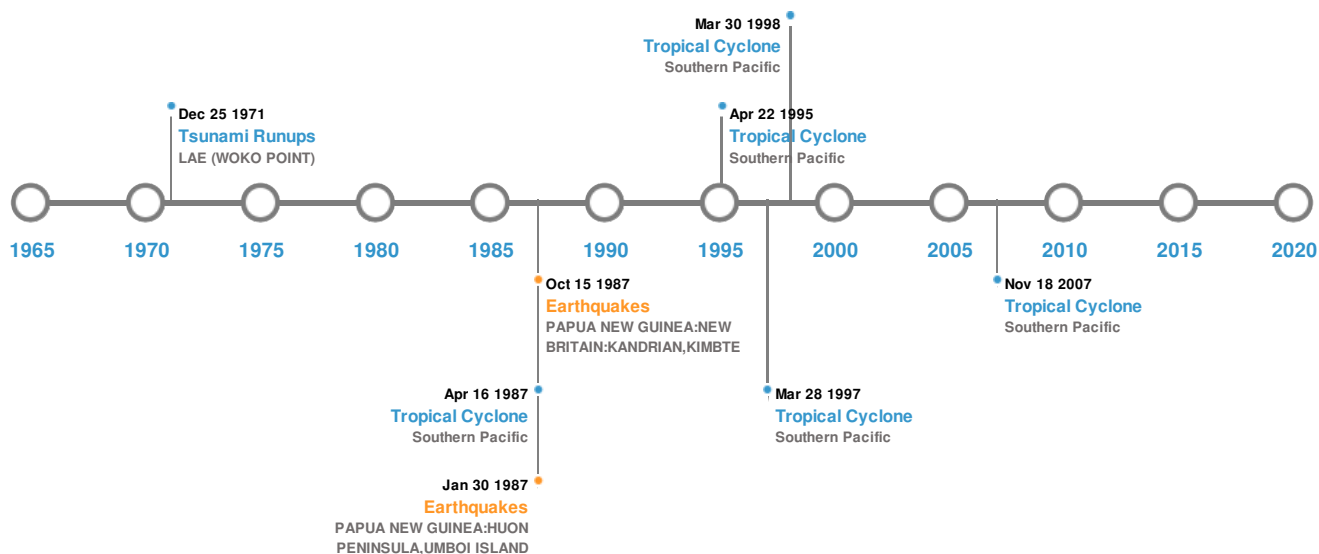 Mar 30 1998
Tropical Cyclone
Southern Pacific
Dec 25 1971
Tsunami Runups
LAE (WOKO POINT)
Apr 22 1995
Tropical Cyclone
Southern Pacific
1965
1970
1975
1980
1985
1990
1995
2000
2005
2010
2015
2020
Oct 15 1987
Earthquakes
PAPUA NEW GUINEA:NEW
BRITAIN:KANDRIAN,KIMBTE
Nov 18 2007
Tropical Cyclone
Southern Pacific
Apr 16 1987
Tropical Cyclone
Southern Pacific
Mar 28 1997
Tropical Cyclone
Southern Pacific
Jan 30 1987
Earthquakes
PAPUA NEW GUINEA:HUON
PENINSULA,UMBOI ISLAND